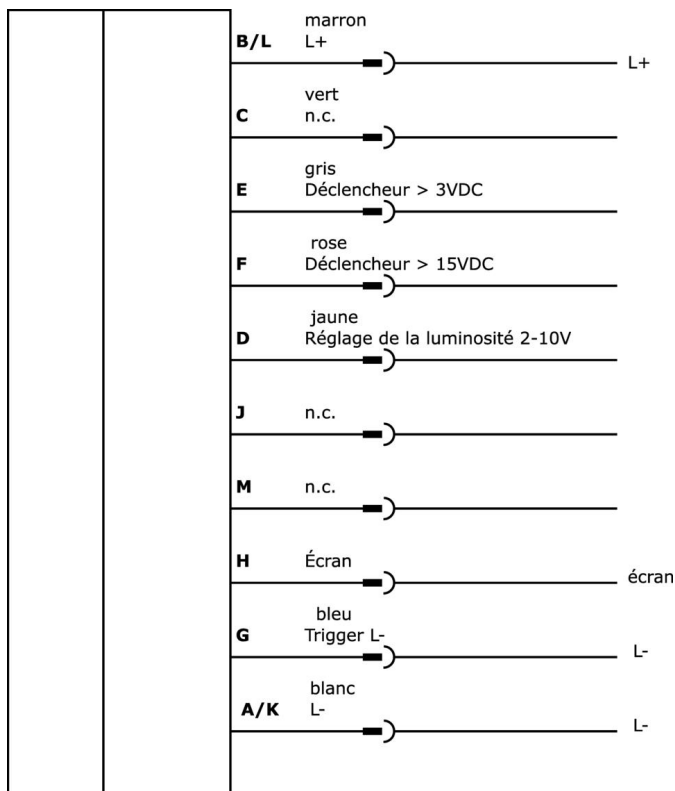 marron
B/L L+
L+
vert
C n.c.
gris
E Déclencheur > 3VDC
rose
F Déclencheur > 15VDC
jaune
D Réglage de la luminosité 2-10V
J n.c.
M n.c.
H Écran
écran
bleu
G Trigger L-
L-
blanc
A/K L-
L-